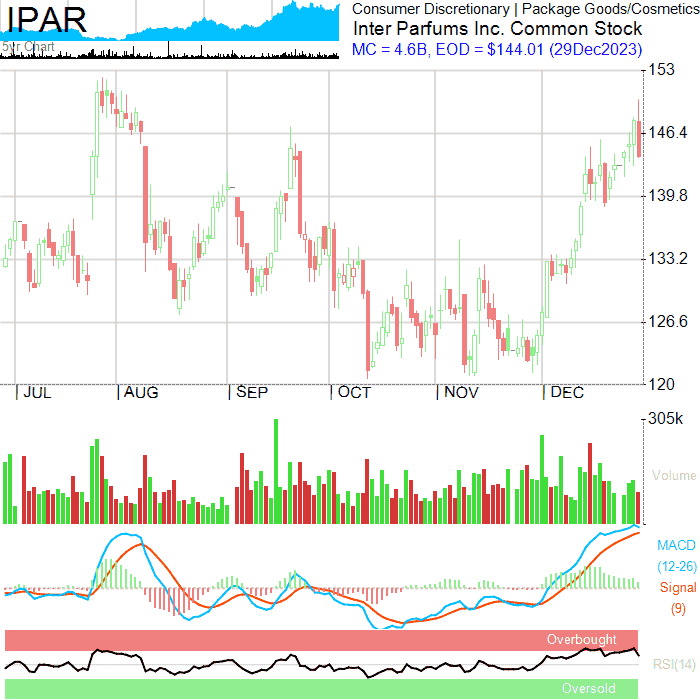 IPAR
5yr Chart
Consumer Discretionary | Package Goods/Cosmetics
Inter Parfums Inc. Common Stock
MC = 4.6B, EOD = $144.01 (29Dec2023)
153
146.4
139.8
133.2
126.6
120
|JUL |AUG |SEP |OCT |NOV |DEC
305k
Volume
MACD
(12-26)
Signal
(9)
Overbought
RSI(14)
Oversold